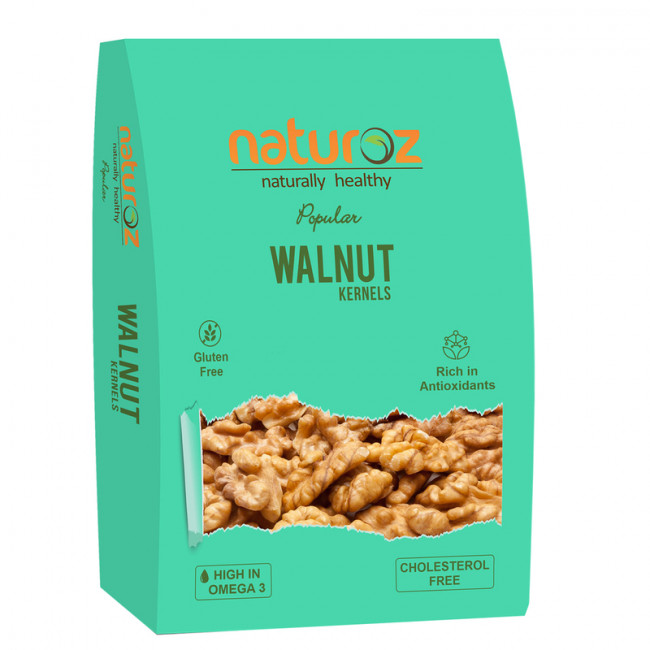 naturoz
naturally healthy
Popular
WALNUT
KERNELS
Gluten
Free
Rich in
Antioxidants
HIGH IN
OMEGA 3
CHOLESTEROL
FREE
naturoz
naturally healthy
Popular
WALNUT
KERNELS